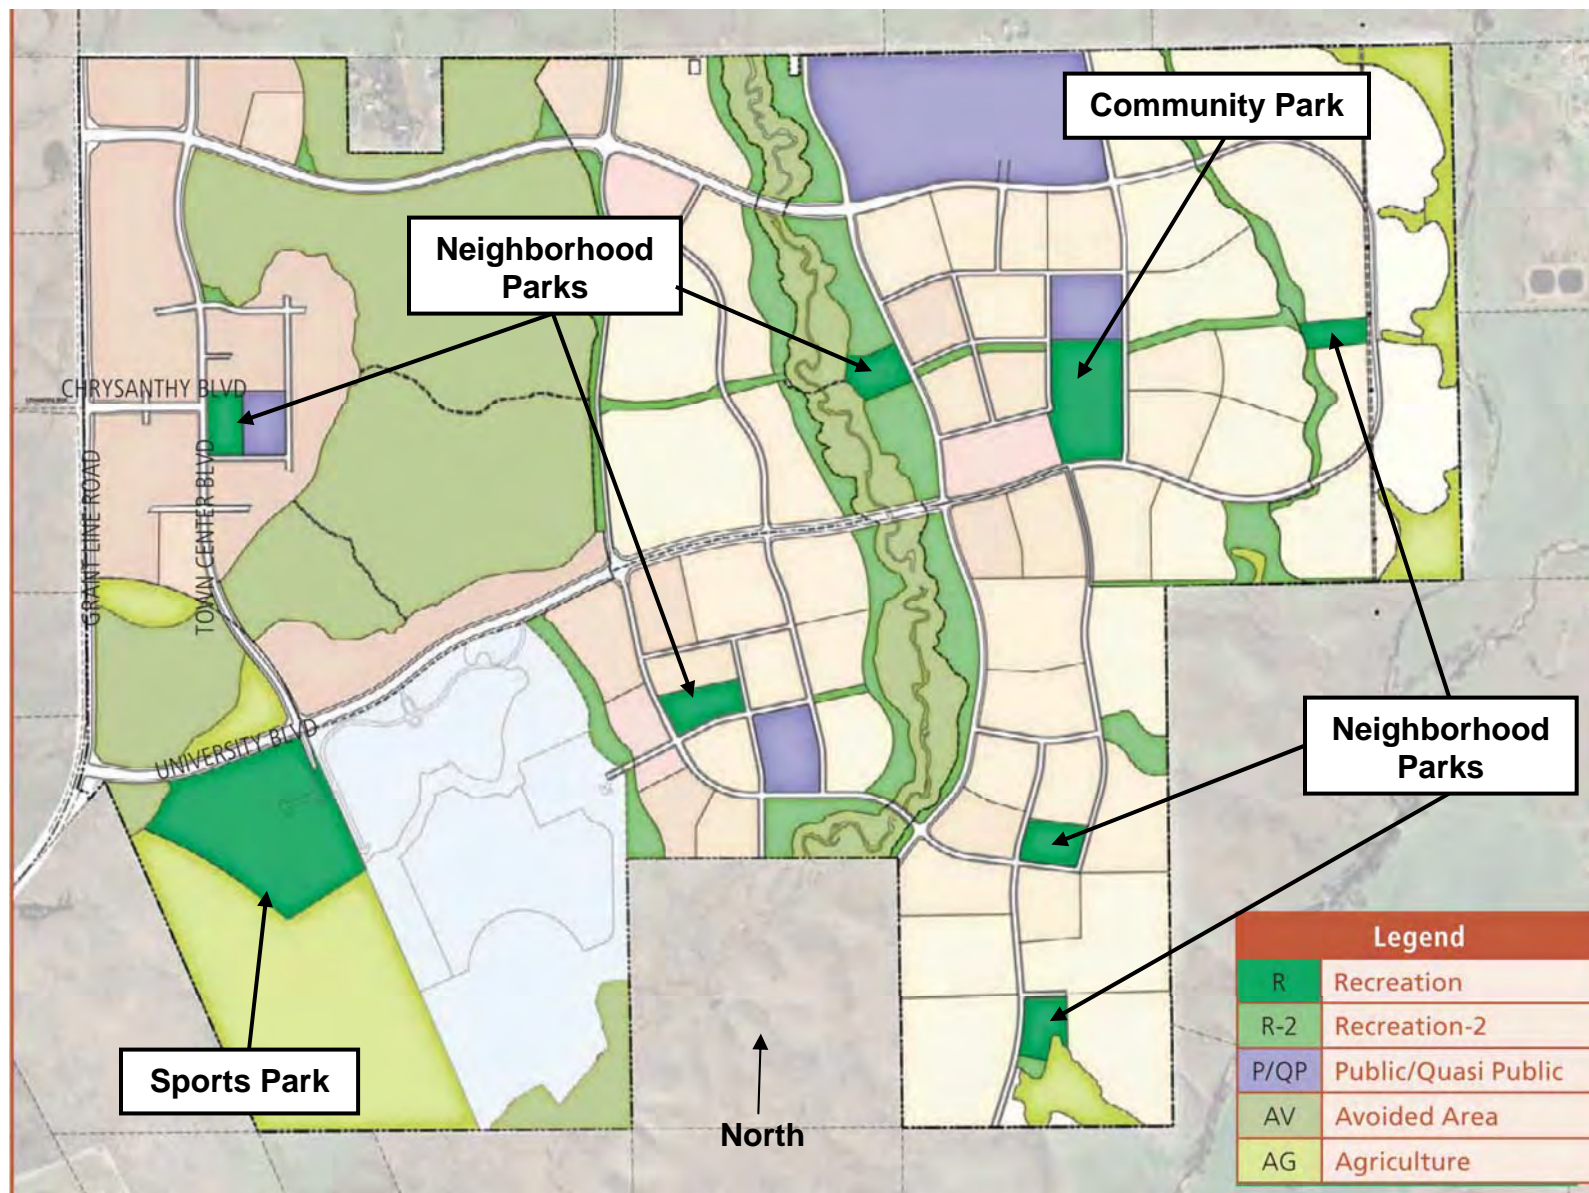 Community Park
Neighborhood
Parks
CHRYSANTHY BLVD
GRANT LINE ROAD
TOWN CENTER BLVD
UNIVERSITY BLVD
Neighborhood
Parks
Sports Park
North
Legend
R Recreation
R-2 Recreation-2
P/QP Public/Quasi Public
AV Avoided Area
AG Agriculture